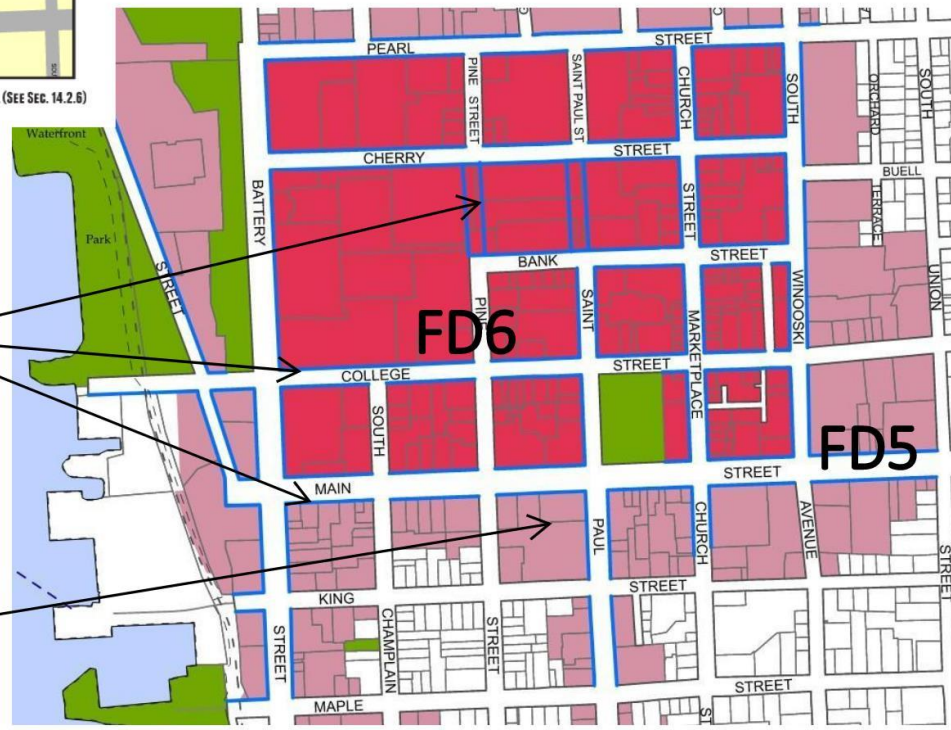 (SEE SEC. 14.2.6)
PEARL
STREET
PINE STREET
SAINT PAUL ST
CHURCH
SOUTH
ORCHARD
SOUTH
Waterfront
CHERRY
STREET
BUELL
BATTERY
STREET
TERRACE
Park
STREET
BANK
STREET
UNION
WINOOSKI
PINE
SAINT
MARKETPLACE
FD6
COLLEGE
STREET
SOUTH
FD5
STREET
MAIN
PAUL
CHURCH
AVENUE
STREET
STREET
KING
STREET
CHAMPLAIN
STREET
STREET
MAPLE